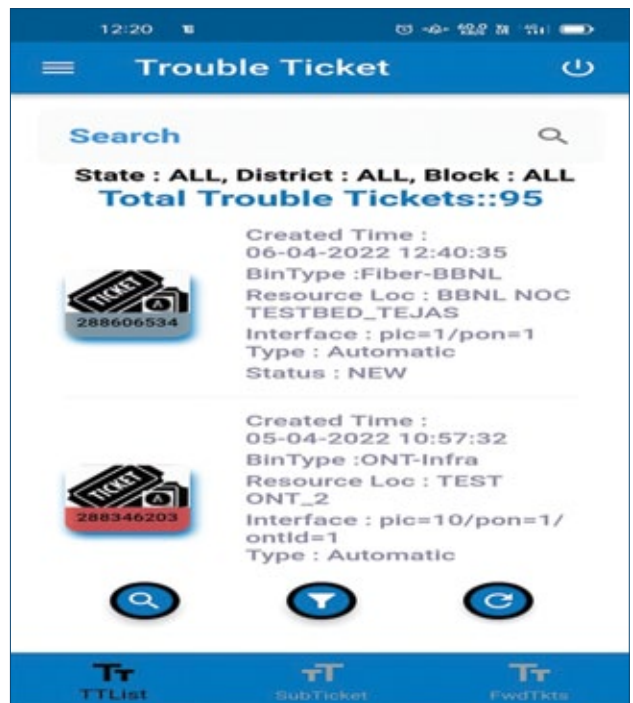 12:20
Trouble Ticket
Search
State : ALL, District : ALL, Block : ALL
Total Trouble Tickets::95
Created Time :
06-04-2022 12:40:35
BinType :Fiber-BBNL
Resource Loc : BBNL NOC
TESTBED_TEJAS
Interface : pic=1/pon=1
Type : Automatic
Status : NEW
TICKET
A
288606534
Created Time :
05-04-2022 10:57:32
BinType :ONT-Infra
Resource Loc : TEST
ONT_2
Interface : pic=10/pon=1/
ontid=1
Type : Automatic
TICKET
A
288346203
TT TT TT
TTList SubTicket FwdTkts